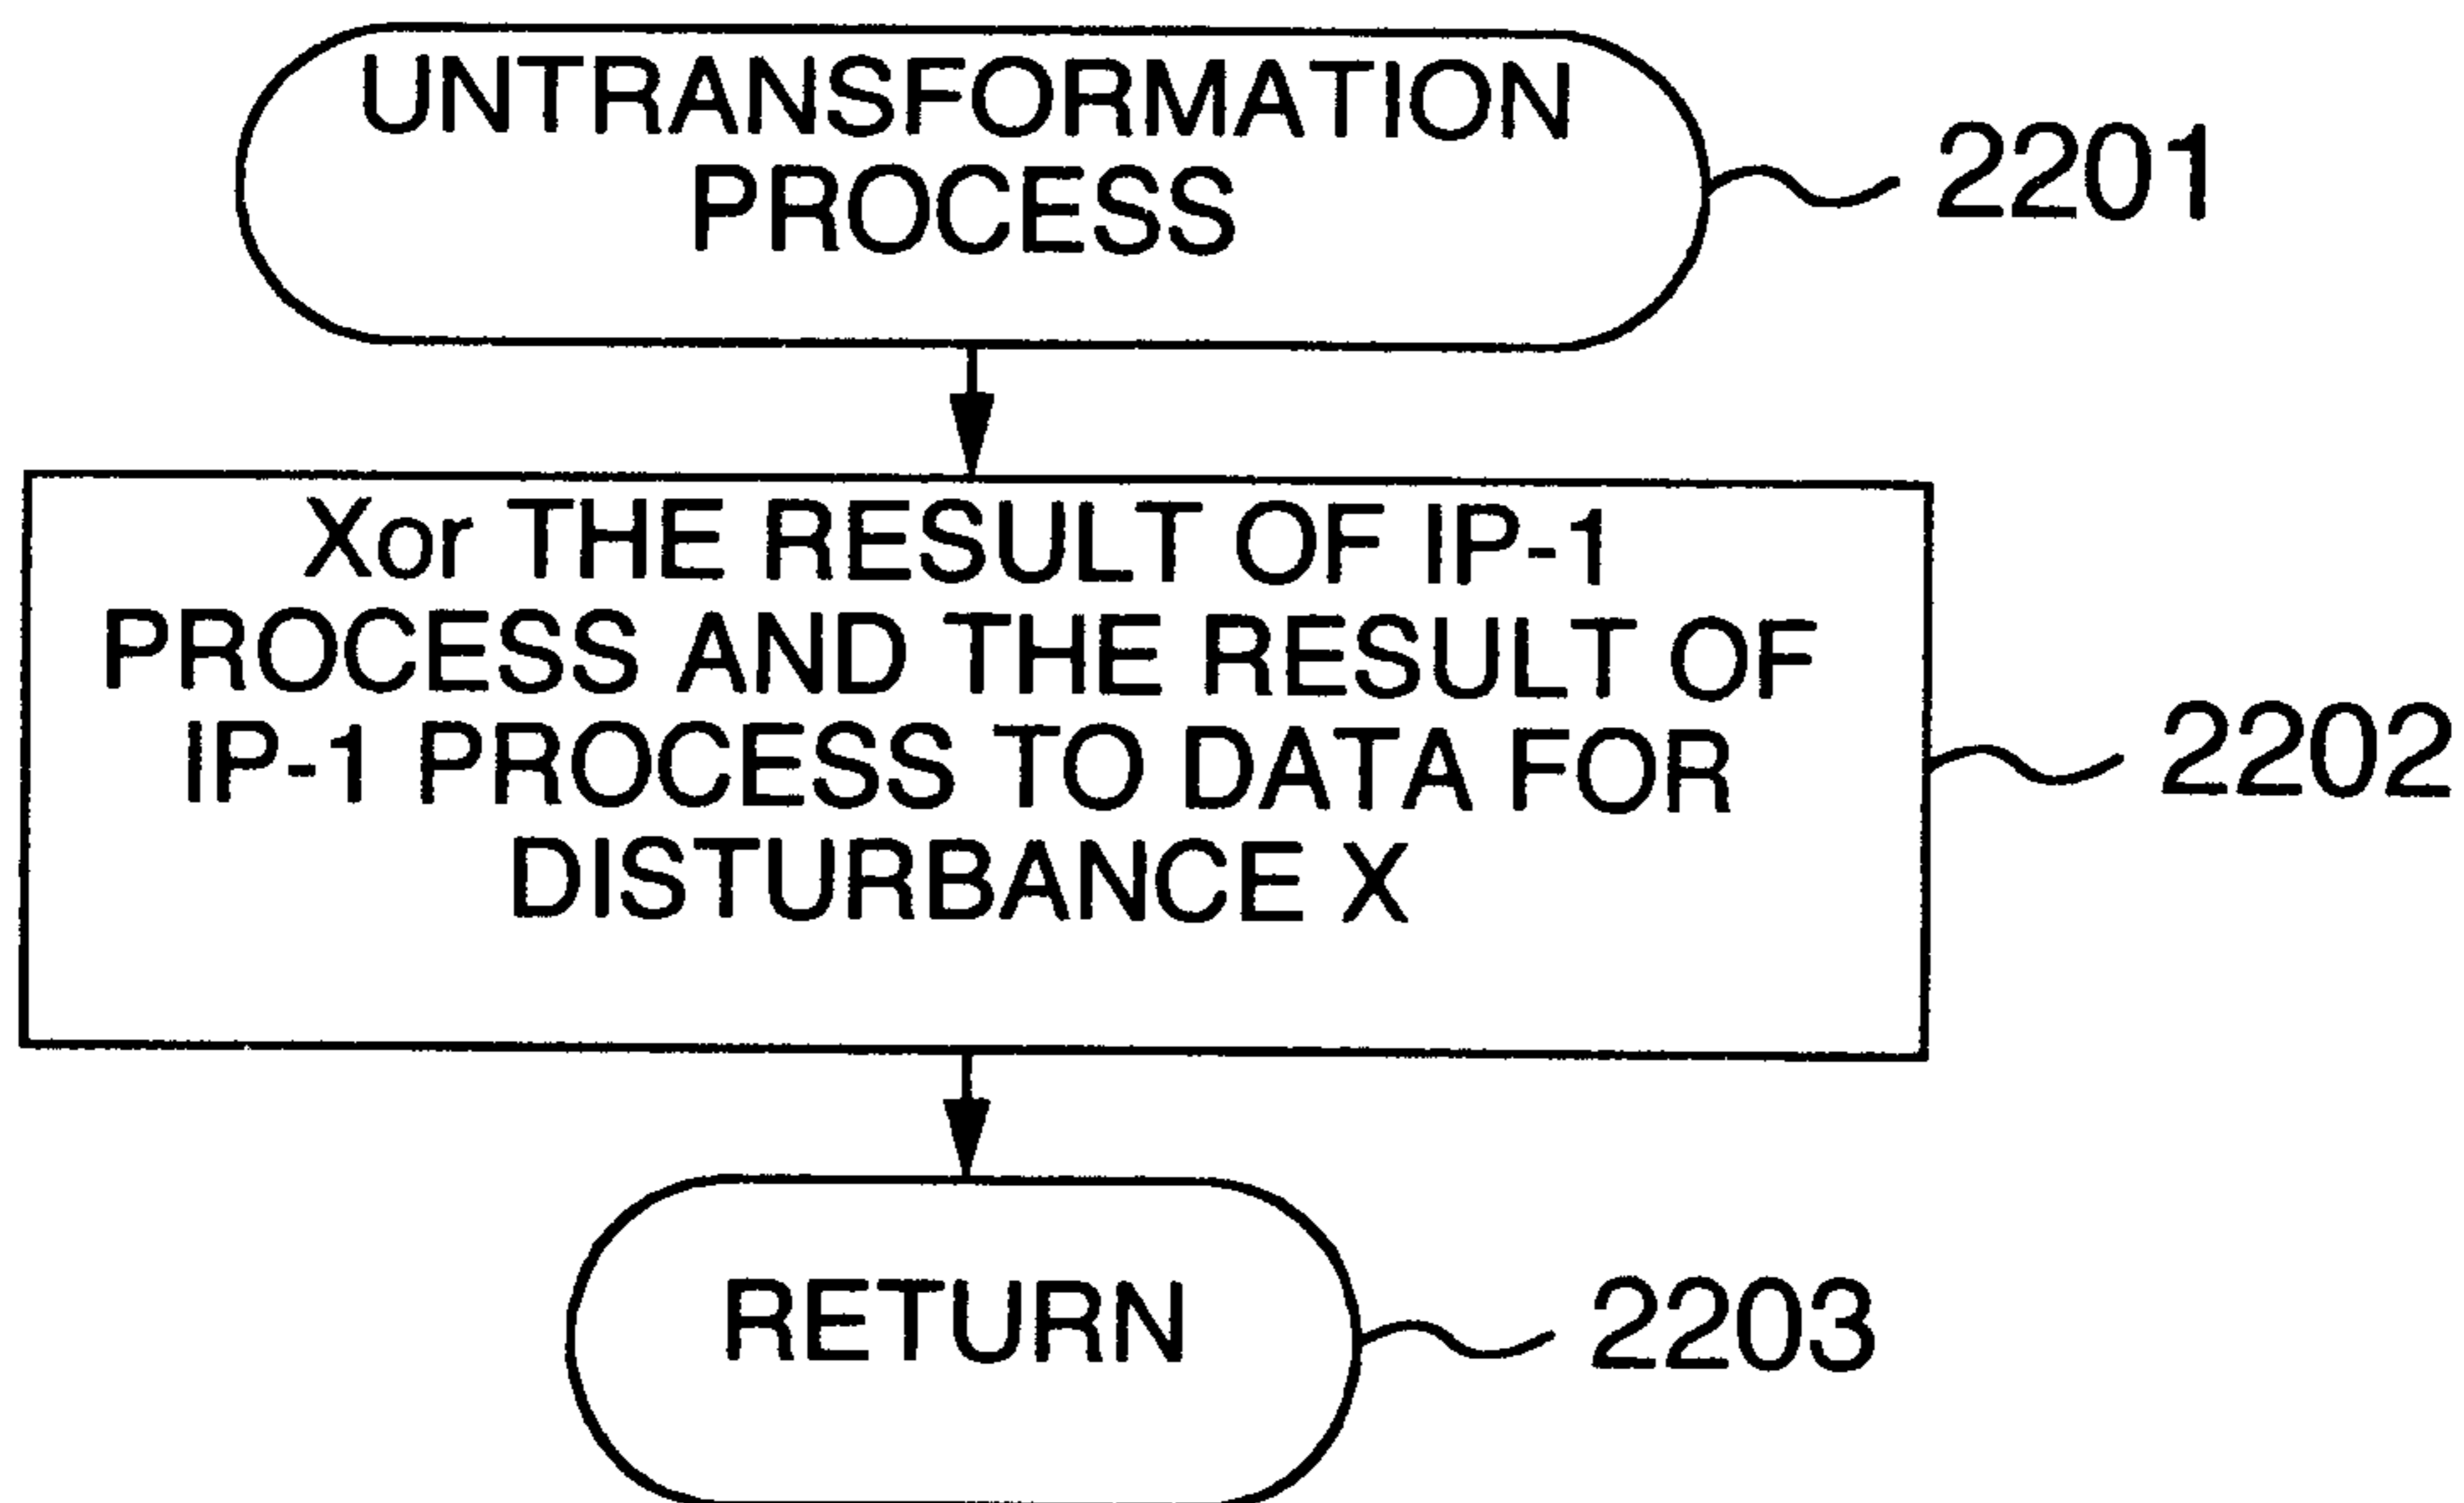 UNTRANSFORMATION
PROCESS
2201
Xor THE RESULT OF IP-1
PROCESS AND THE RESULT OF
IP-1 PROCESS TO DATA FOR
DISTURBANCE X
2202
RETURN
2203